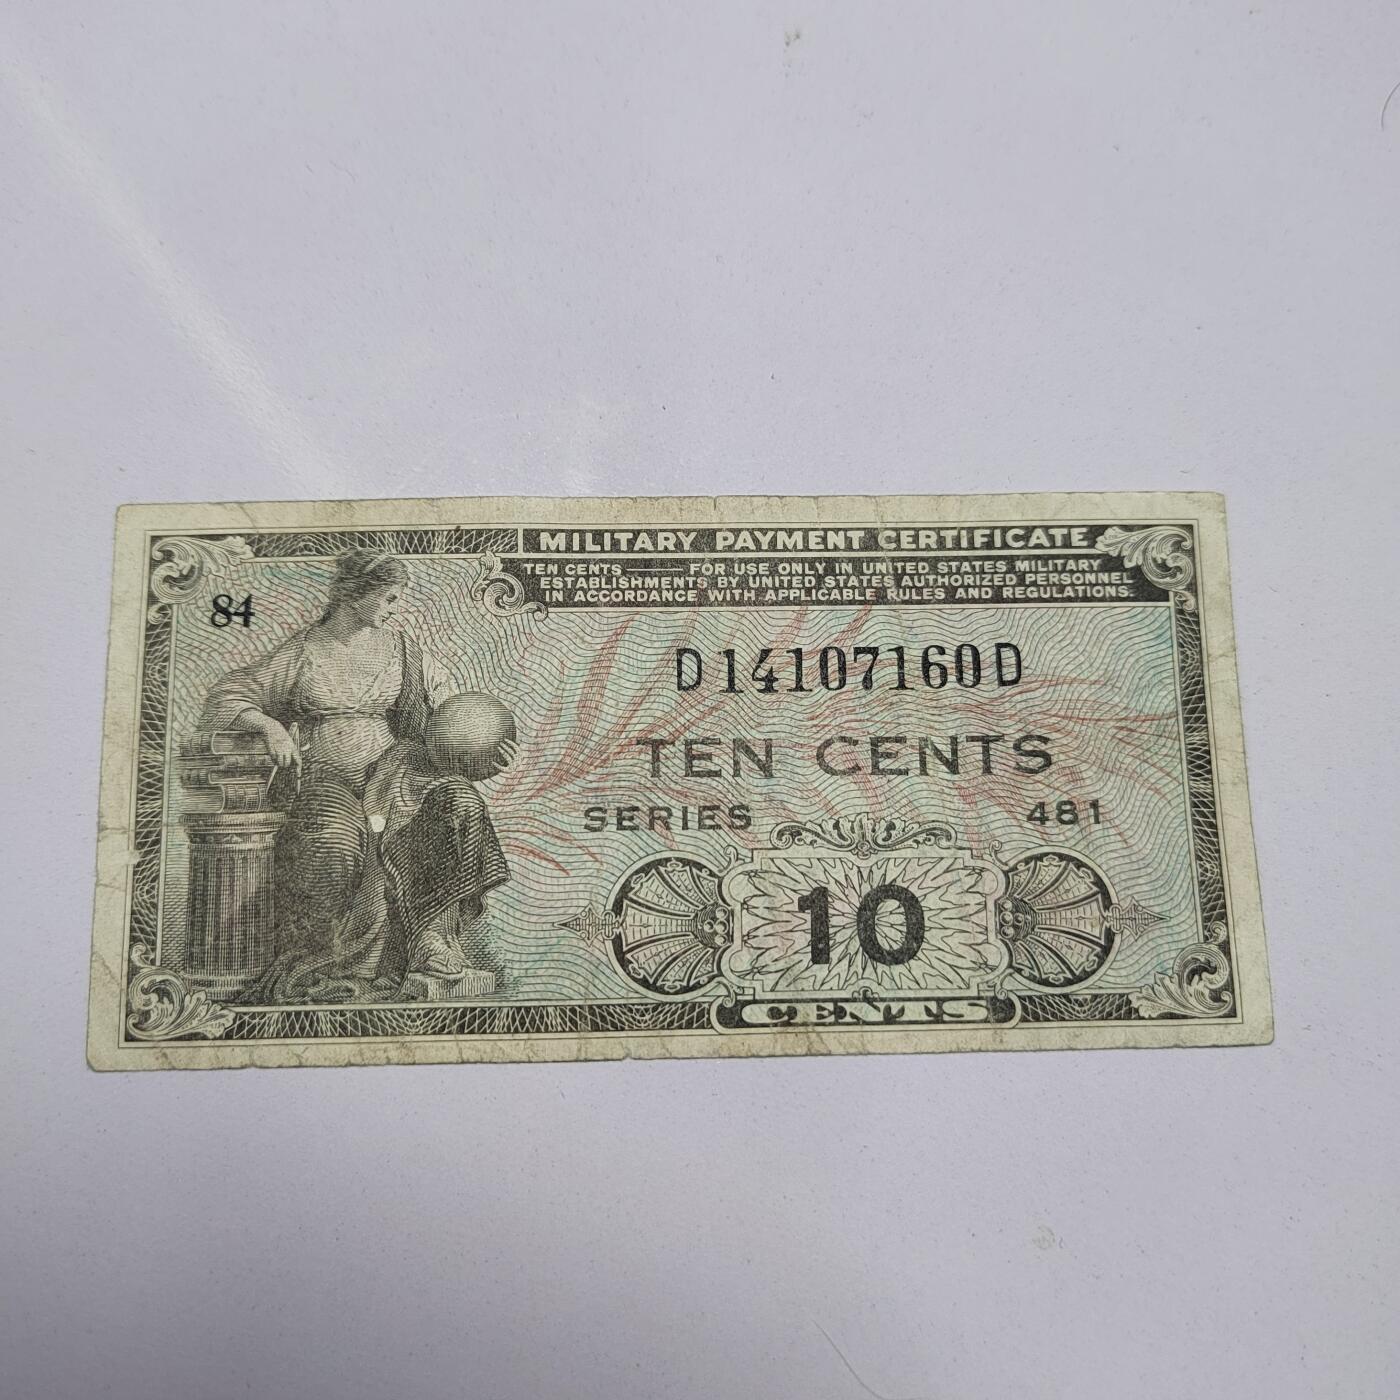 MILITARY PAYMENT CERTIFICATE
TEN CENTS —— FOR USE ONLY IN UNITED STATES MILITARY
ESTABLISHMENTS BY UNITED STATES AUTHORIZED PERSONNEL
IN ACCORDANCE WITH APPLICABLE RULES AND REGULATIONS.
84
D14107160D
TEN CENTS
SERIES 481
10
CENTS